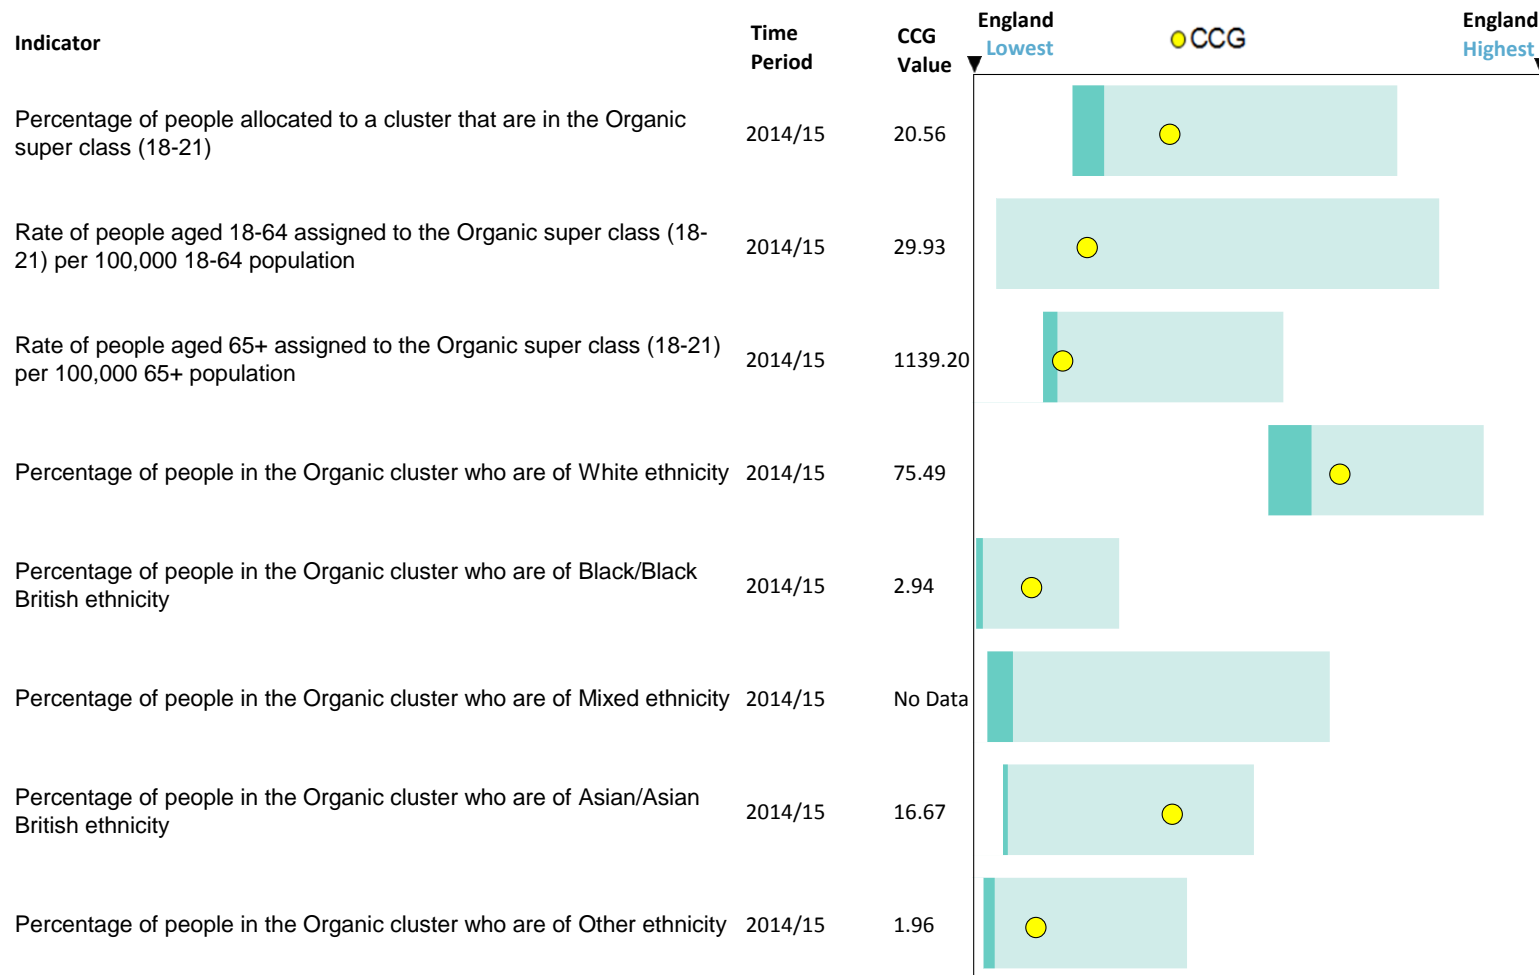 Indicator
Time Period
CCG Value
England Lowest
CCG
England Highest
Percentage of people allocated to a cluster that are in the Organic
super class (18-21)
2014/15
20.56
Rate of people aged 18-64 assigned to the Organic super class (18-
21) per 100,000 18-64 population
2014/15
29.93
Rate of people aged 65+ assigned to the Organic super class (18-21)
per 100,000 65+ population
2014/15
1139.20
Percentage of people in the Organic cluster who are of White ethnicity
2014/15
75.49
Percentage of people in the Organic cluster who are of Black/Black
British ethnicity
2014/15
2.94
Percentage of people in the Organic cluster who are of Mixed ethnicity
2014/15
No Data
Percentage of people in the Organic cluster who are of Asian/Asian
British ethnicity
2014/15
16.67
Percentage of people in the Organic cluster who are of Other ethnicity
2014/15
1.96